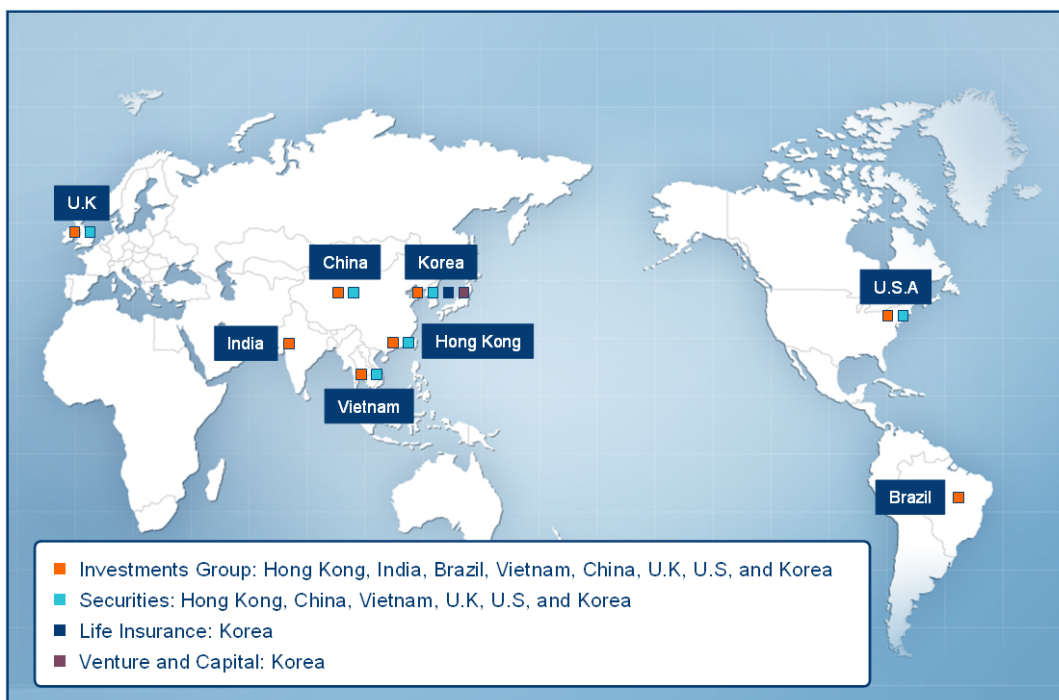 U.K
China
Korea
U.S.A
India
Hong Kong
Vietnam
Brazil
Investments Group: Hong Kong, India, Brazil, Vietnam, China, U.K, U.S, and Korea
Securities: Hong Kong, China, Vietnam, U.K, U.S, and Korea
Life Insurance: Korea
Venture and Capital: Korea